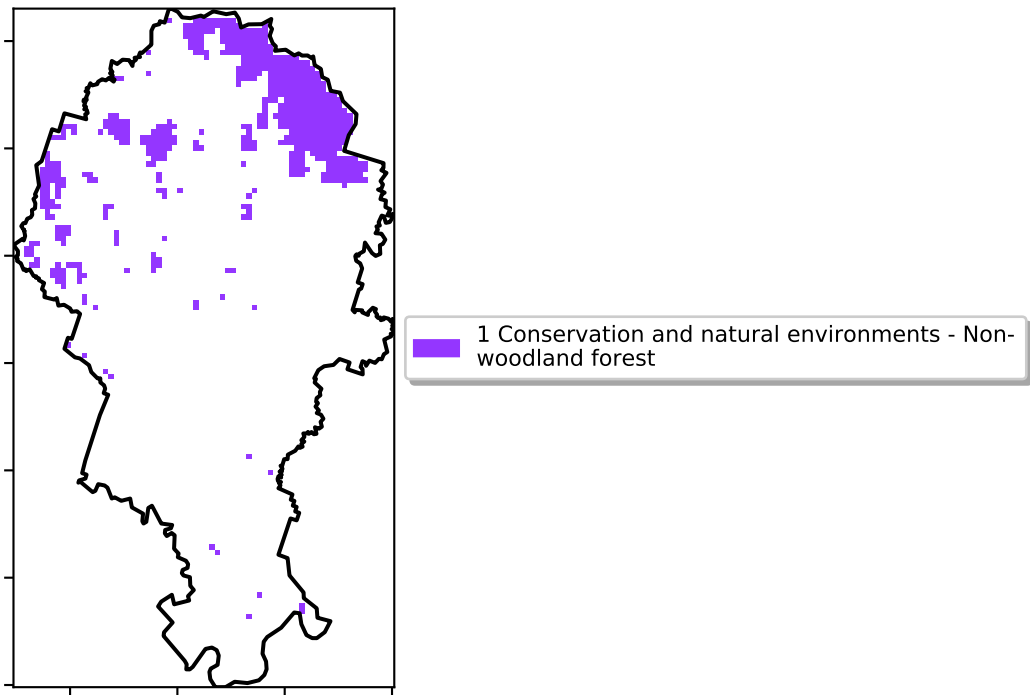 1 Conservation and natural environments - Non-
woodland forest